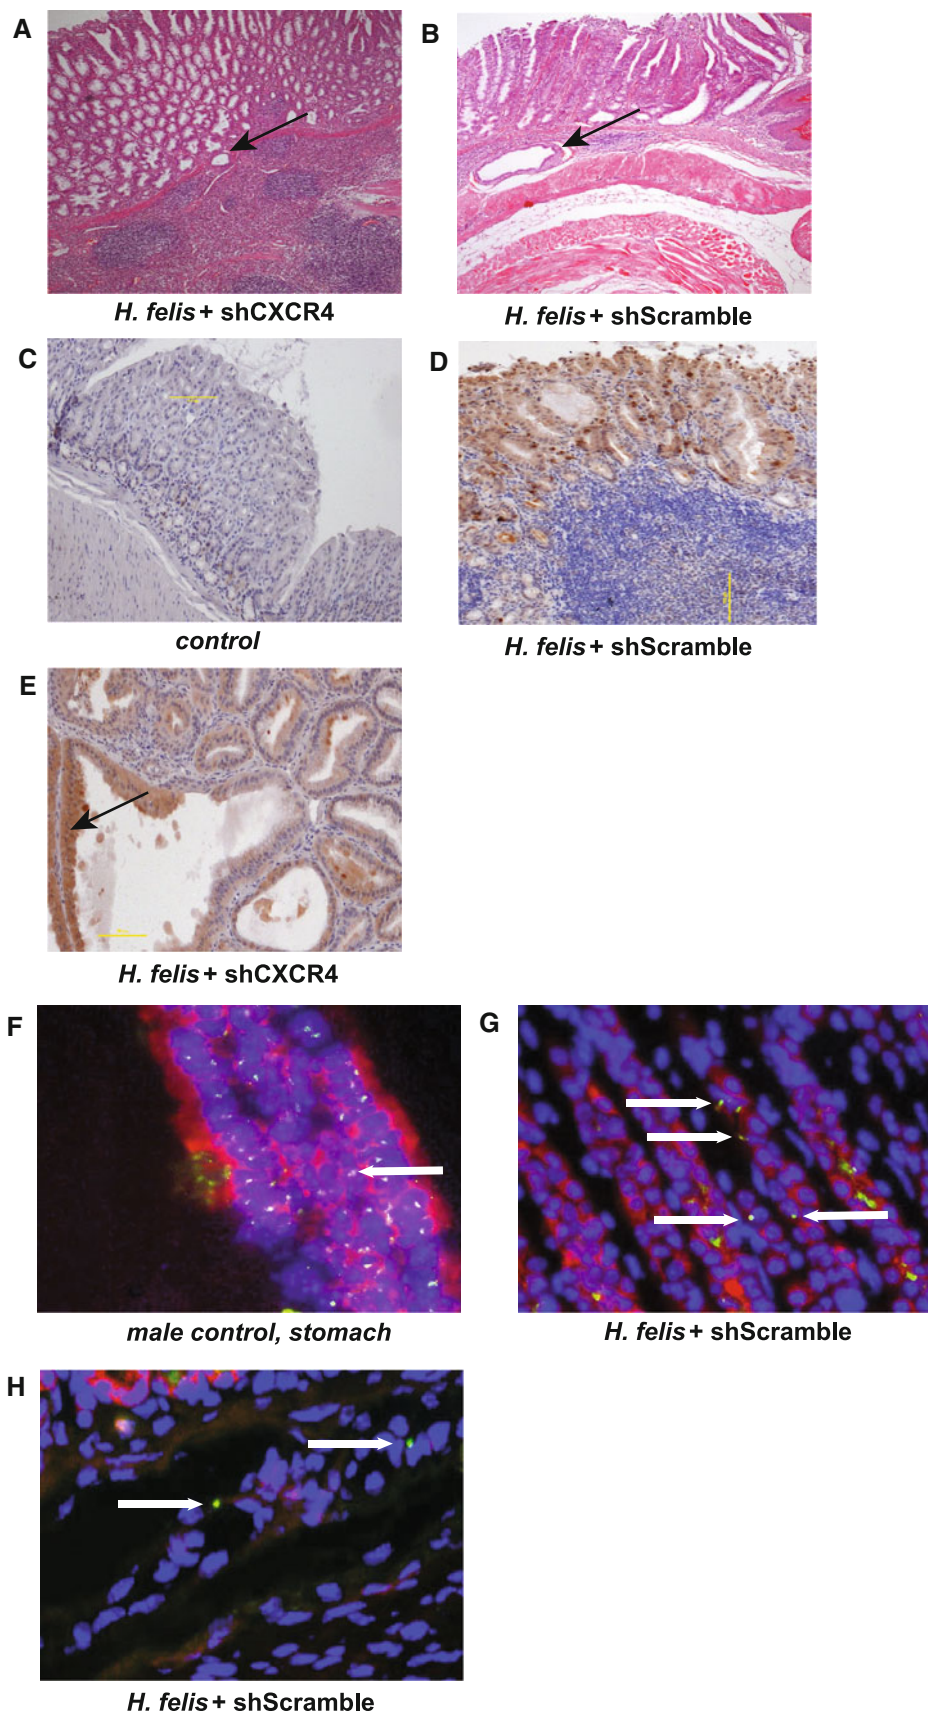 A
B
H. felis + shCXCR4
H. felis + shScramble
C
D
control
H. felis + shScramble
E
H. felis + shCXCR4
F
G
male control, stomach
H. felis + shScramble
H
H. felis + shScramble